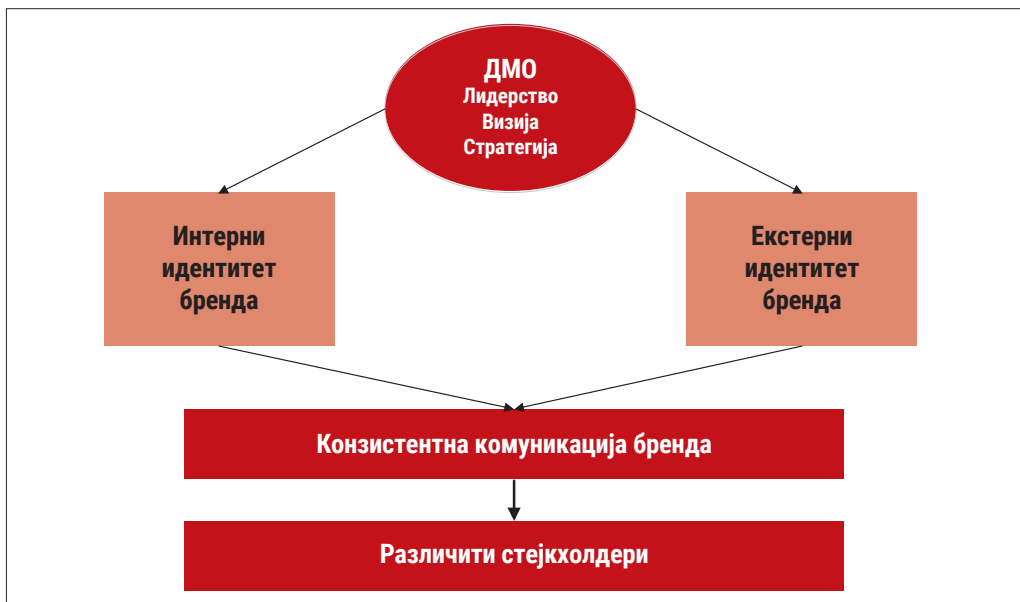 ДМО
Лидерство
Визија
Стратегија
Интерни
идентитет
бренда
Екстерни
идентитет
бренда
Конзистентна комуникација бренда
Различити стејкхолдери